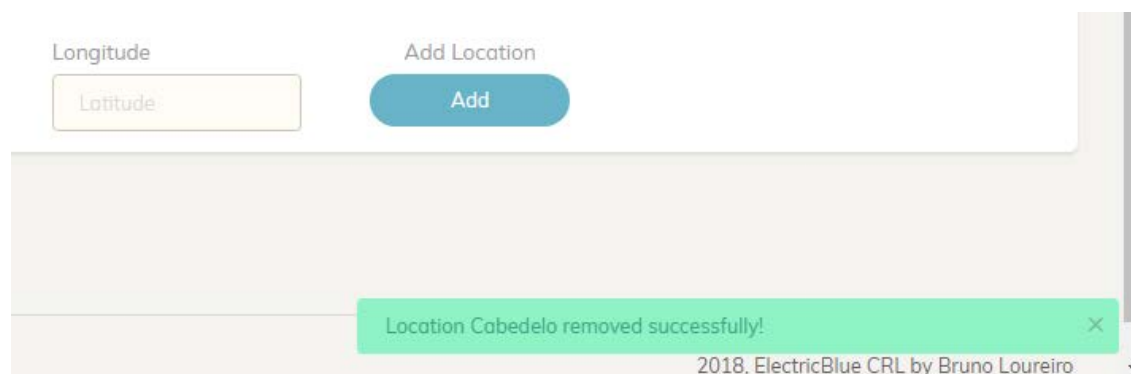 Longitude
Add Location
Latitude
Add
Location Cabedelo removed successfully!
×
2018, ElectricBlue CRL by Bruno Loureiro